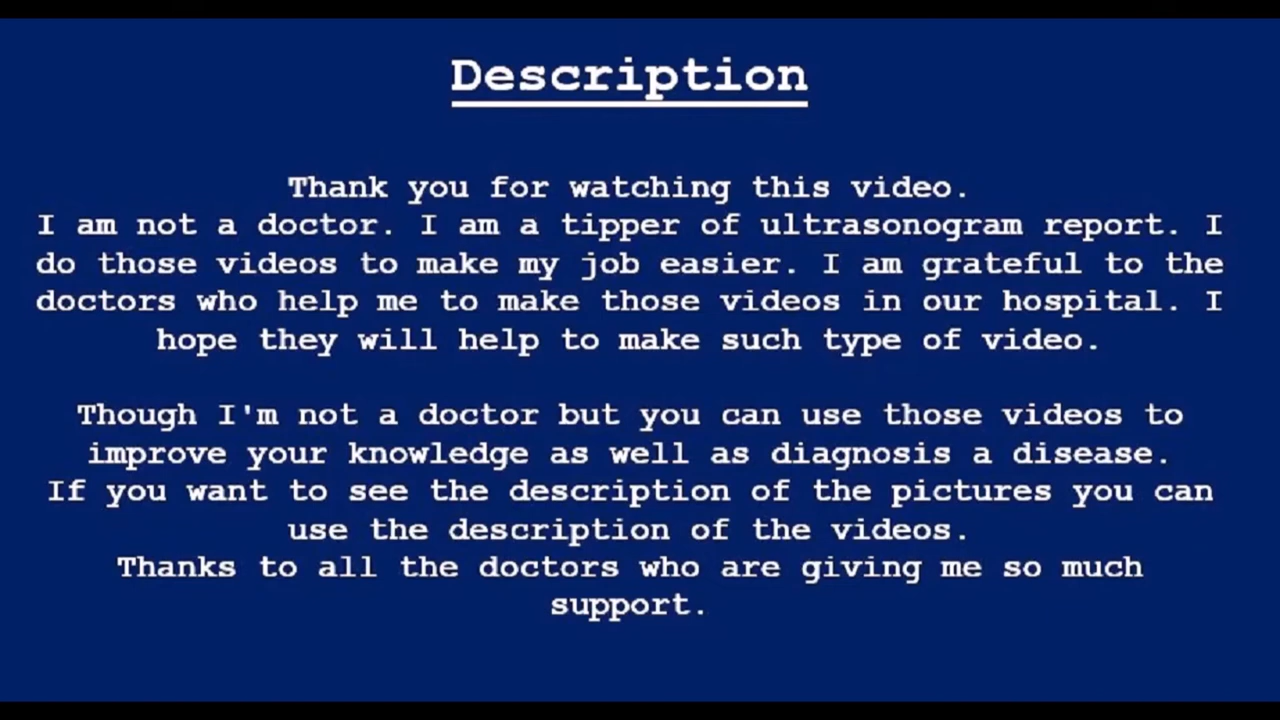 Description
Thank you for watching this video.
I am not a doctor. I am a tipper of ultrasonogram report. I
do those videos to make my job easier. I am grateful to the
doctors who help me to make those videos in our hospital. I
hope they will help to make such type of video.
Though I'm not a doctor but you can use those videos to
improve your knowledge as well as diagnosis a disease.
If you want to see the description of the pictures you can
use the description of the videos.
Thanks to all the doctors who are giving me so much
support.